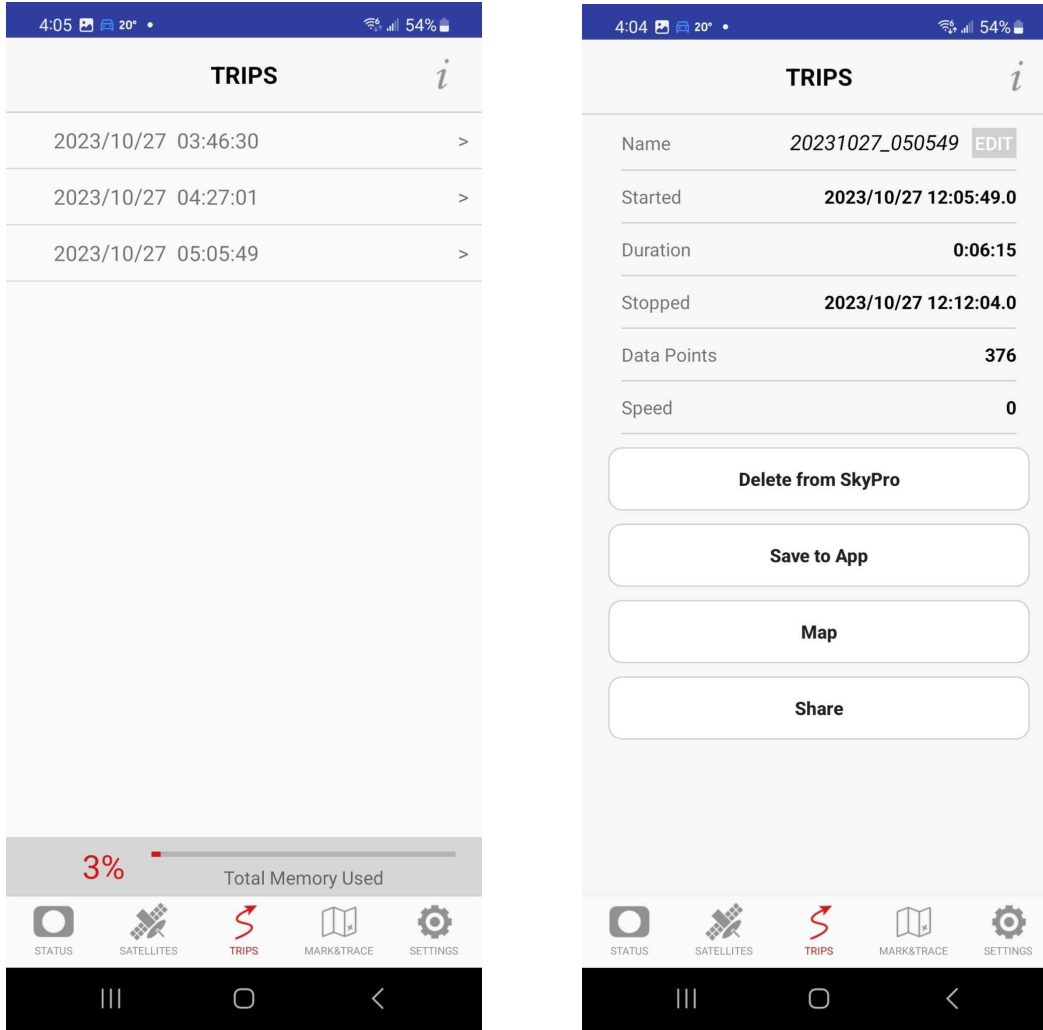 4:05 20° • 54%
TRIPS i
2023/10/27 03:46:30 >
2023/10/27 04:27:01 >
2023/10/27 05:05:49 >
3%
Total Memory Used
STATUS SATELLITES TRIPS MARK&TRACE SETTINGS
4:04 20° • 54%
TRIPS i
Name 20231027_050549 EDIT
Started 2023/10/27 12:05:49.0
Duration 0:06:15
Stopped 2023/10/27 12:12:04.0
Data Points 376
Speed 0
Delete from SkyPro
Save to App
Map
Share
STATUS SATELLITES TRIPS MARK&TRACE SETTINGS